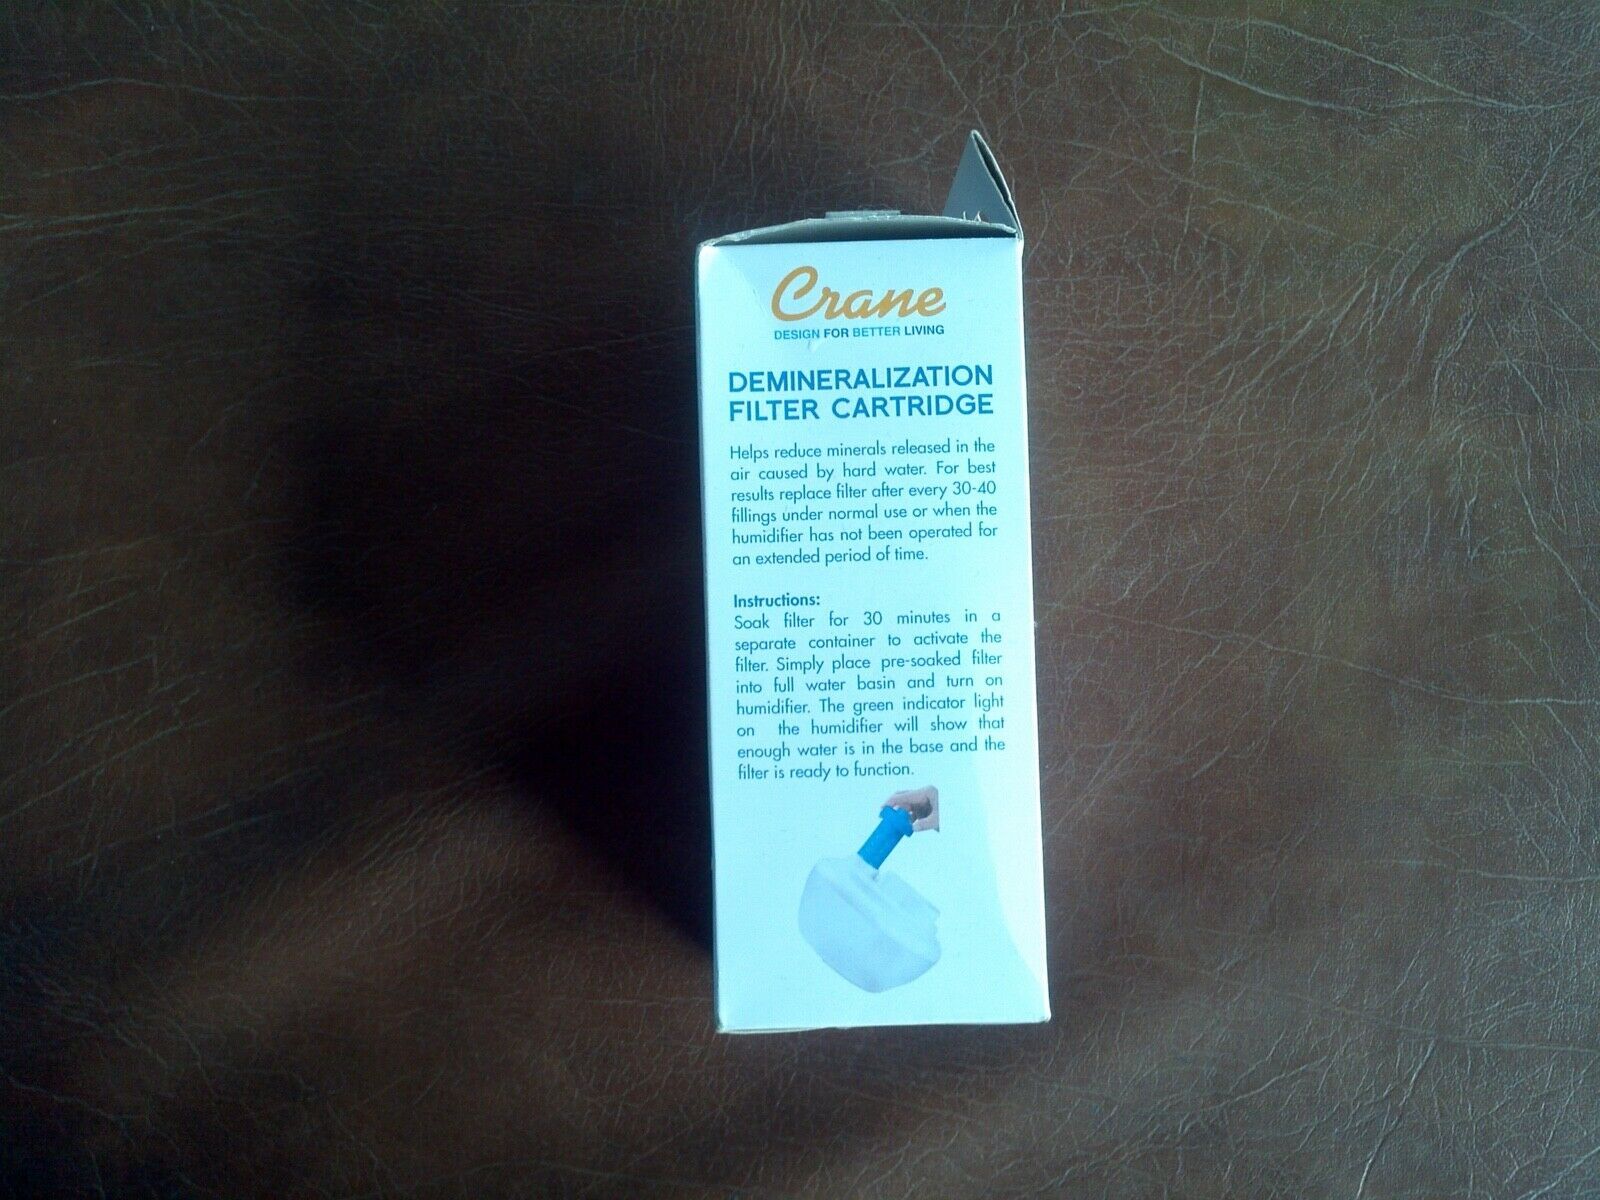 Crane
DESIGN FOR BETTER LIVING
DEMINERALIZATION
FILTER CARTRIDGE
Helps reduce minerals released in the
air caused by hard water. For best
results replace filter after every 30-40
fillings under normal use or when the
humidifier has not been operated for
an extended period of time.
Instructions:
Soak filter for 30 minutes in a
separate container to activate the
filter. Simply place pre-soaked filter
into full water basin and turn on
humidifier. The green indicator light
on the humidifier will show that
enough water is in the base and the
filter is ready to function.